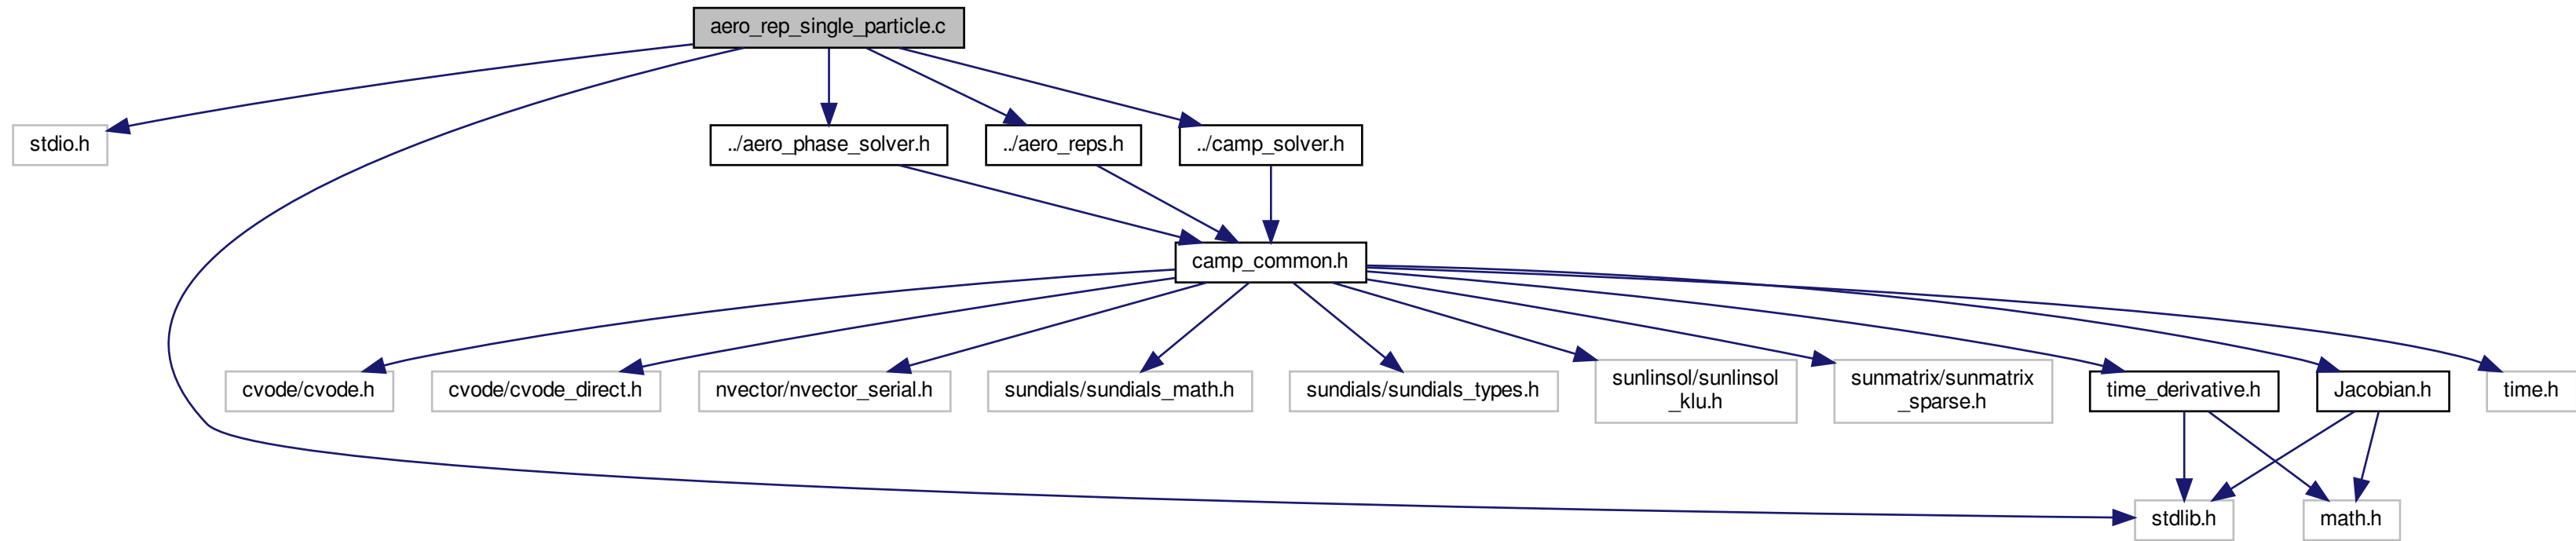 aero_rep_single_particle.c
stdio.h
../aero_phase_solver.h
../aero_reps.h
../camp_solver.h
camp_common.h
cvode/cvode.h
cvode/cvode_direct.h
nvector/nvector_serial.h
sundials/sundials_math.h
sundials/sundials_types.h
sunlinsol/sunlinsol
_klu.h
sunmatrix/sunmatrix
_sparse.h
time_derivative.h
Jacobian.h
time.h
stdlib.h
math.h